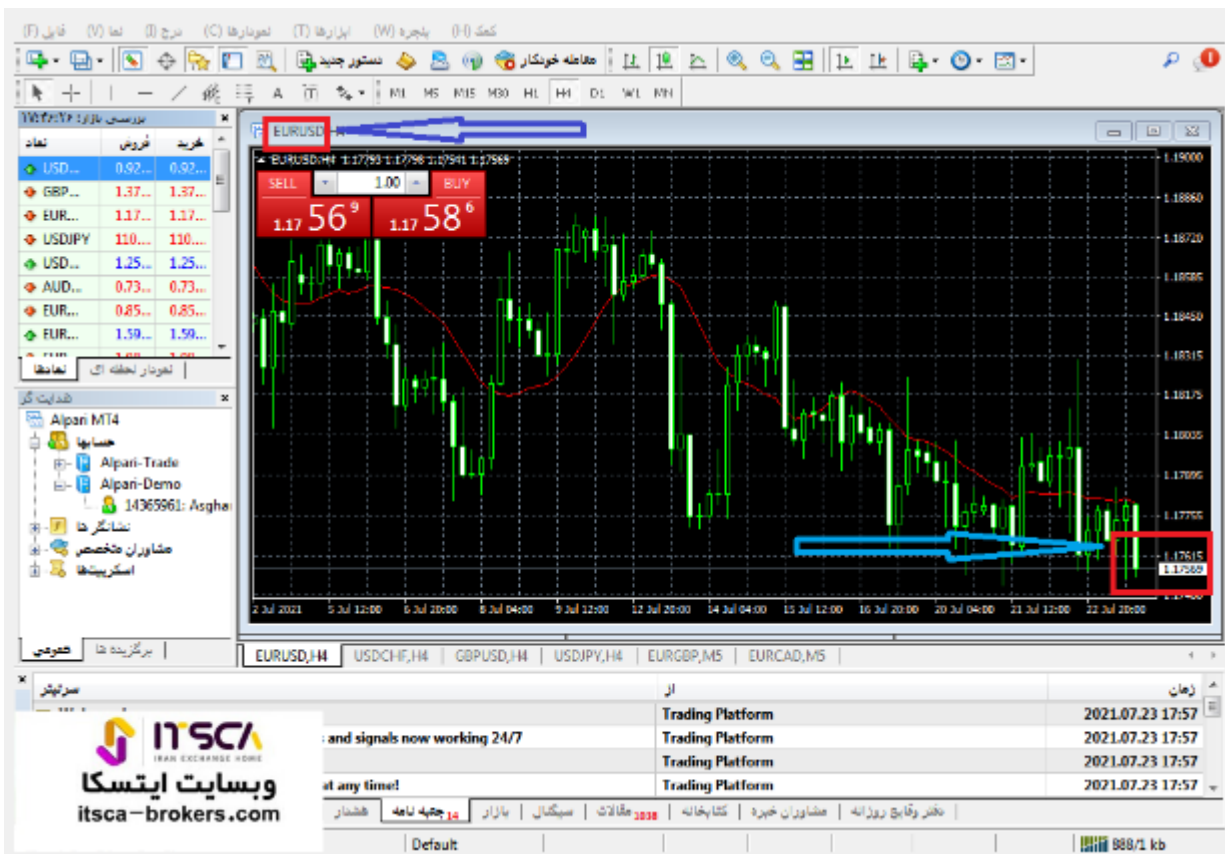 فایل (F) نما (V) درج (I) نمودارها (C) ابزارها (T) پنجره (W) کمک (H)
دستور جدید معامله خودکار
A T M1 M5 M15 M30 H1 H4 D1 W1 MN
بررسی بازار:
نماد فروش خرید
USD... 0.92... 0.92...
GBP... 1.37... 1.37...
EUR... 1.17... 1.17...
USDJPY 110.... 110....
USD... 1.25... 1.25...
AUD... 0.73... 0.73...
EUR... 0.85... 0.85...
EUR... 1.59... 1.59...
نمادها نمودار لحظه ای
Alpari MT4
حسابها
Alpari-Trade
Alpari-Demo
14365961: Asghar
نشانگر ها
مشاوران متخصص
اسکریپت‌ها
عمومی برگزیده ها
EURUSD,H4
EURUSD,H4 1.17793 1.17798 1.17541 1.17569
SELL 1.00 BUY
1.17 56 9 1.17 58 6
1.19000
1.18860
1.18720
1.18585
1.18450
1.18315
1.18175
1.18035
1.17895
1.17755
1.17615
1.17569
2 Jul 2021 5 Jul 12:00 6 Jul 20:00 8 Jul 04:00 9 Jul 12:00 12 Jul 20:00 14 Jul 04:00 15 Jul 12:00 16 Jul 20:00 20 Jul 04:00 21 Jul 12:00 22 Jul 20:00
EURUSD,H4 USDCHF,H4 GBPUSD,H4 USDJPY,H4 EURGBP,M5 EURCAD,M5
سرتیتر از زمان
Trading Platform 2021.07.23 17:57
and signals now working 24/7 Trading Platform 2021.07.23 17:57
Trading Platform 2021.07.23 17:57
at any time! Trading Platform 2021.07.23 17:57
هشدار جعبه نامه 14 بازار سیگنال مقالات 1038 کتابخانه مشاوران خبره دفتر وقایع روزانه
ITSCA
IRAN EXCHANGE HOME
وبسایت ایتسکا
itsca-brokers.com
Default 888/1 kb